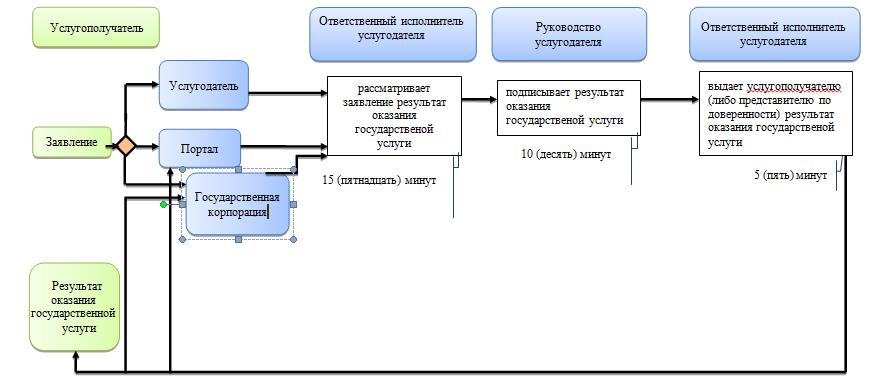 Услугополучатель
Ответственный исполнитель
услугодателя
Руководство
услугодателя
Ответственный исполнитель
услугодателя
Услугодатель
рассматривает
заявление результат
оказания
государственой
услуги
подписывает результат
оказания
государственой услуги
выдает услугополучателю
(либо представителю по
доверенности) результат
оказания государственой
услуги
Заявление
Портал
Государственная
корпорация
15 (пятнадцать) минут
10 (десять) минут
5 (пять) минут
Результат
оказания
государственной
услуги